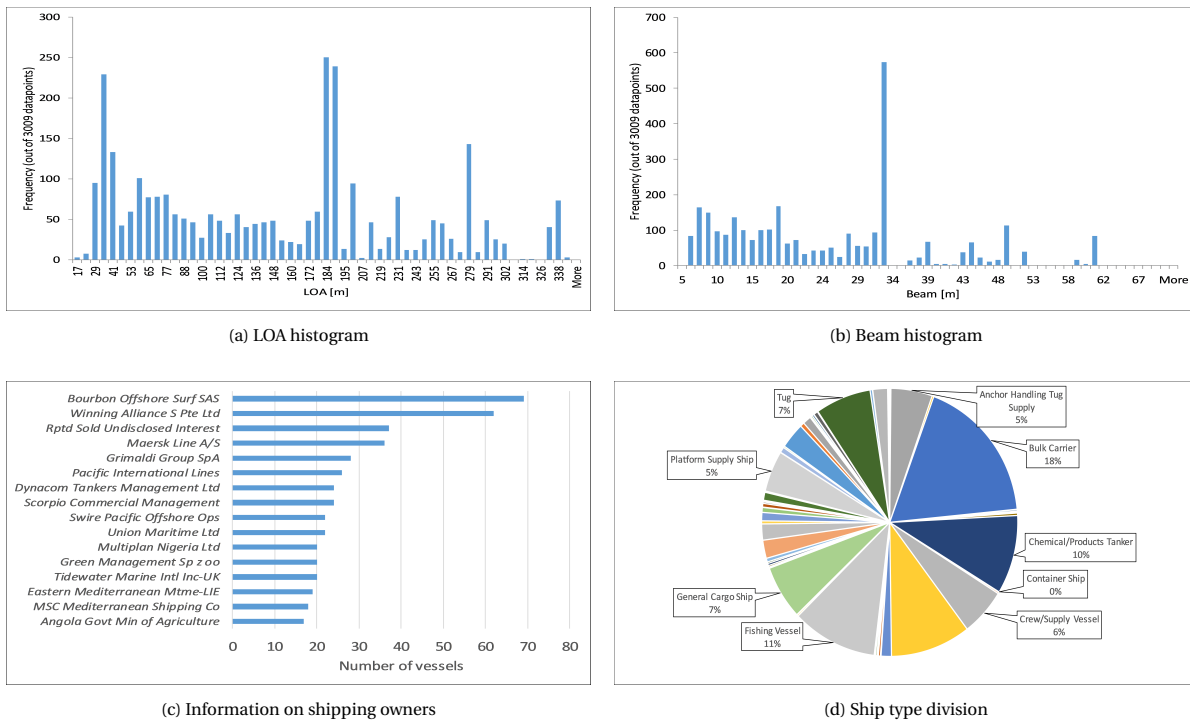 300
250
200
150
100
50
0
Frequency (out of 3009 datapoints)
17 29 41 53 65 77 88 100 112 124 136 148 160 172 184 195 207 219 231 243 255 267 279 291 302 314 326 338 More
LOA [m]
(a) LOA histogram
700
600
500
400
300
200
100
0
Frequency (out of 3009 datapoints)
5 10 15 20 24 29 34 39 43 48 53 58 62 67 More
Beam [m]
(b) Beam histogram
Bourbon Offshore Surf SAS
Winning Alliance S Pte Ltd
Rptd Sold Undisclosed Interest
Maersk Line A/S
Grimaldi Group SpA
Pacific International Lines
Dynacom Tankers Management Ltd
Scorpio Commercial Management
Swire Pacific Offshore Ops
Union Maritime Ltd
Multiplan Nigeria Ltd
Green Management Sp z oo
Tidewater Marine Intl Inc-UK
Eastern Mediterranean Mtme-LIE
MSC Mediterranean Shipping Co
Angola Govt Min of Agriculture
0 10 20 30 40 50 60 70 80
Number of vessels
(c) Information on shipping owners
Tug
7%
Anchor Handling Tug
Supply
5%
Bulk Carrier
18%
Platform Supply Ship
5%
Chemical/Products Tanker
10%
Container Ship
0%
General Cargo Ship
7%
Crew/Supply Vessel
6%
Fishing Vessel
11%
(d) Ship type division